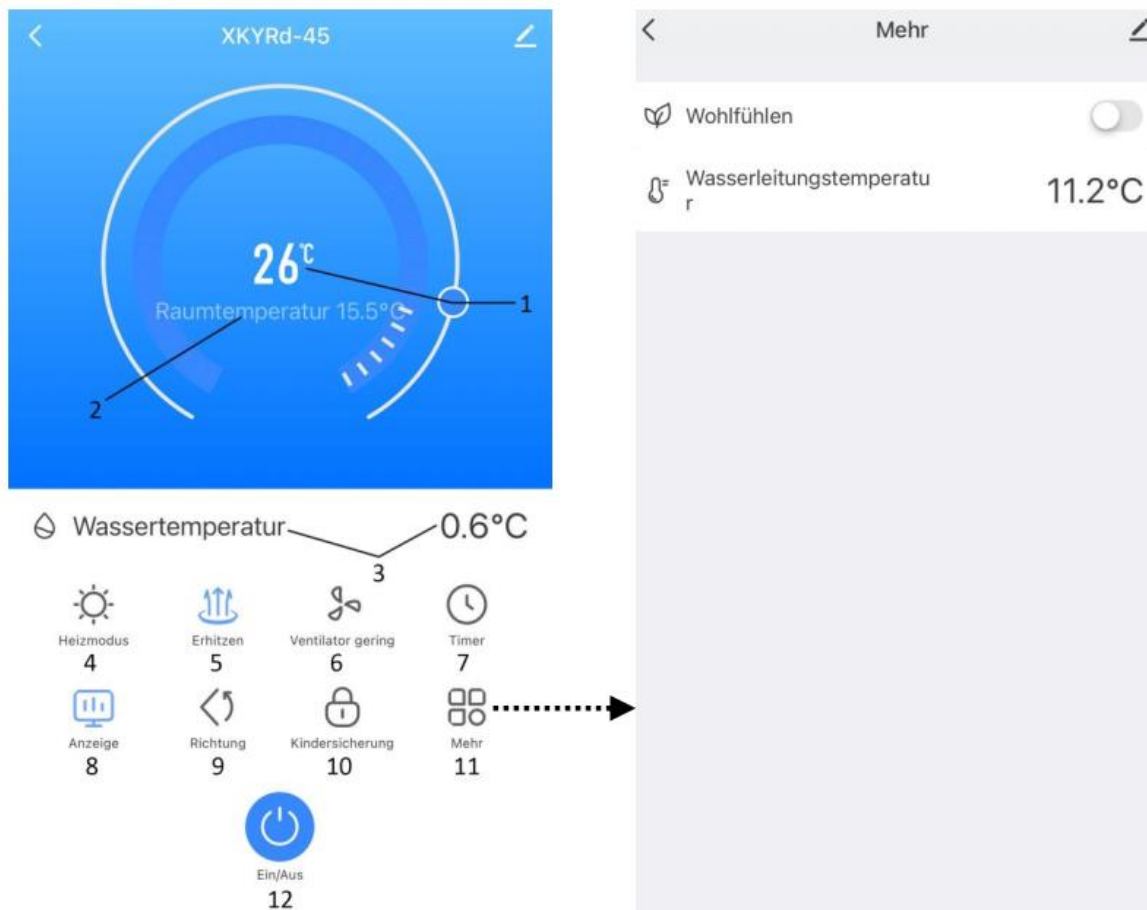 XKYRd-45
26°C
Raumtemperatur 15.5°C
1
2
Wassertemperatur 0.6°C
3
Heizmodus Erhitzen Ventilator gering Timer
4 5 6 7
Anzeige Richtung Kindersicherung Mehr
8 9 10 11
Ein/Aus
12
Mehr
Wohlfühlen
Wasserleitungstemperatu
r
11.2°C